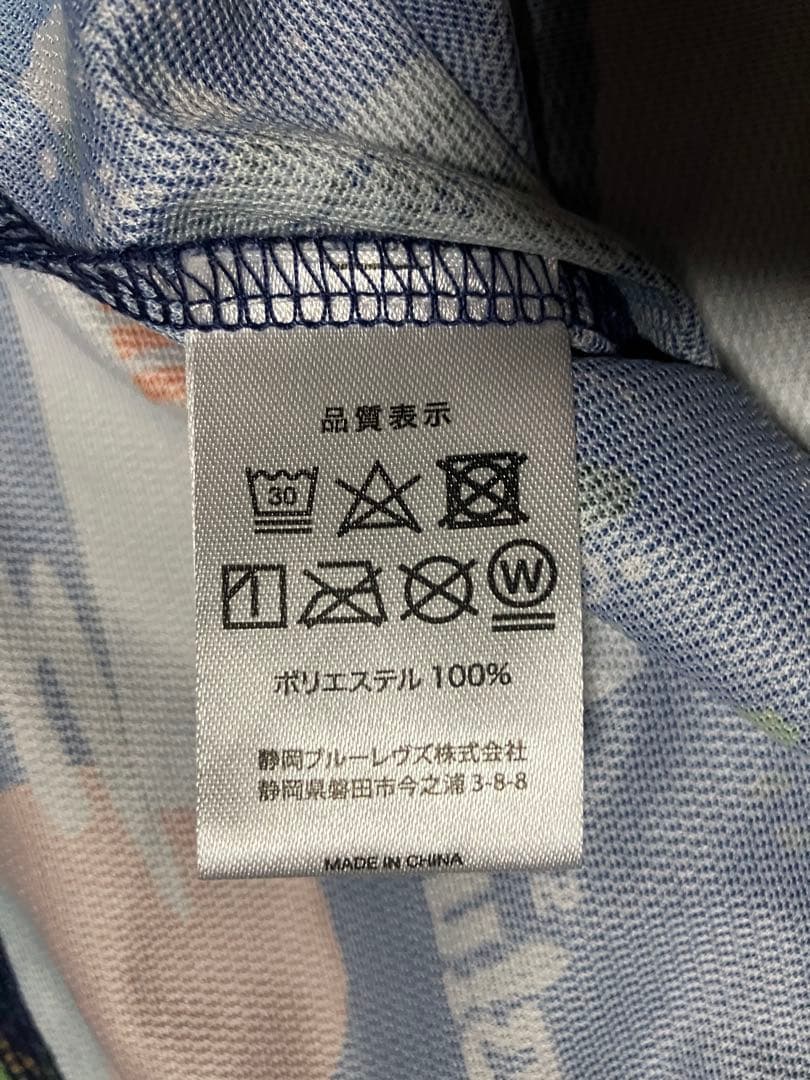 品質表示
30
W
ポリエステル 100%
静岡ブルーレヴズ株式会社
静岡県磐田市今之浦 3-8-8
MADE IN CHINA